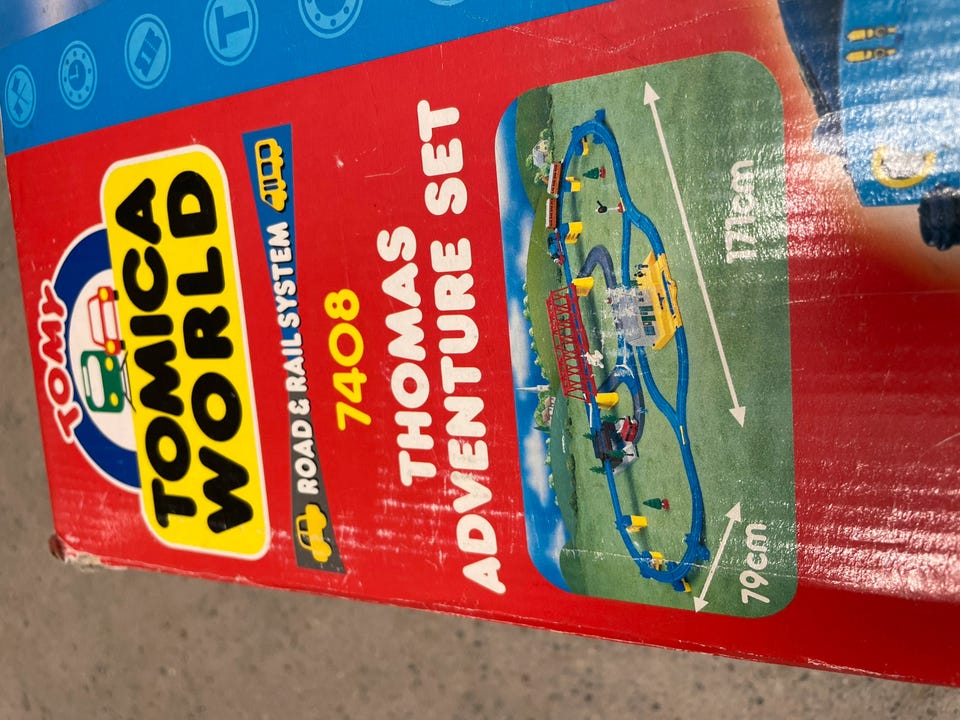 TOMY
TOMICA
WORLD
ROAD & RAIL SYSTEM
7408
THOMAS
ADVENTURE SET
171cm
79cm